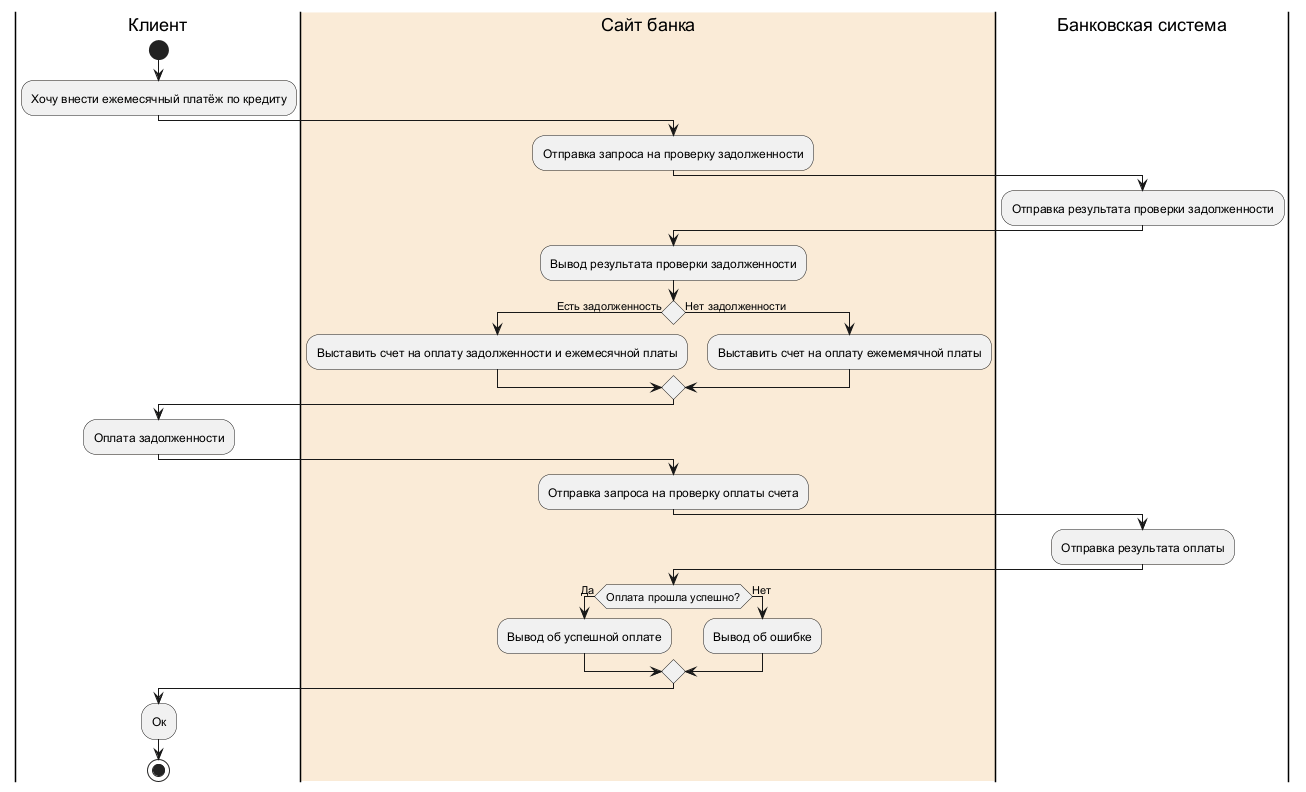 Клиент
Сайт банка
Банковская система
Хочу внести ежемесячный платёж по кредиту
Отправка запроса на проверку задолженности
Отправка результата проверки задолженности
Вывод результата проверки задолженности
Есть задолженность
Нет задолженности
Выставить счет на оплату задолженности и ежемесячной платы
Выставить счет на оплату ежемемячной платы
Оплата задолженности
Отправка запроса на проверку оплаты счета
Отправка результата оплаты
Да
Оплата прошла успешно?
Нет
Вывод об успешной оплате
Вывод об ошибке
Ок